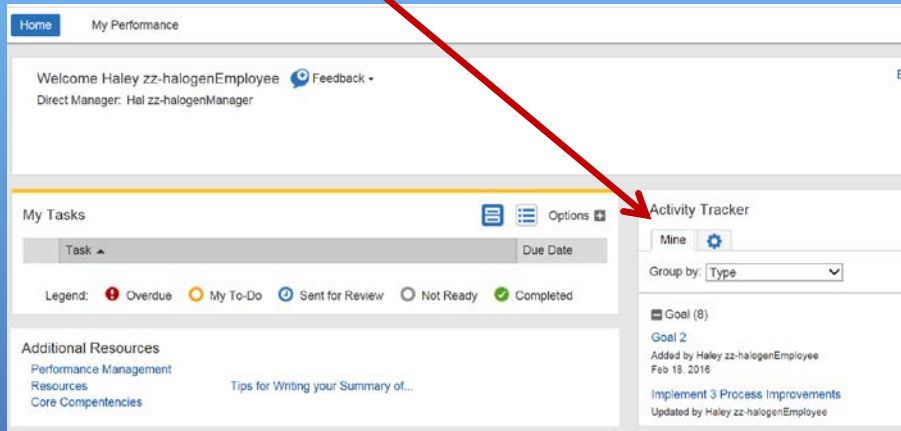 Home My Performance
Welcome Haley zz-halogenEmployee Feedback
Direct Manager: Hal zz-halogenManager
My Tasks Options
Task Due Date
Legend: Overdue My To-Do Sent for Review Not Ready Completed
Additional Resources
Performance Management
Resources
Core Compentencies
Tips for Writing your Summary of...
Activity Tracker
Mine
Group by: Type
Goal (8)
Goal 2
Added by Haley zz-halogenEmployee
Feb 18, 2016
Implement 3 Process Improvements
Updated by Haley zz-halogenEmployee